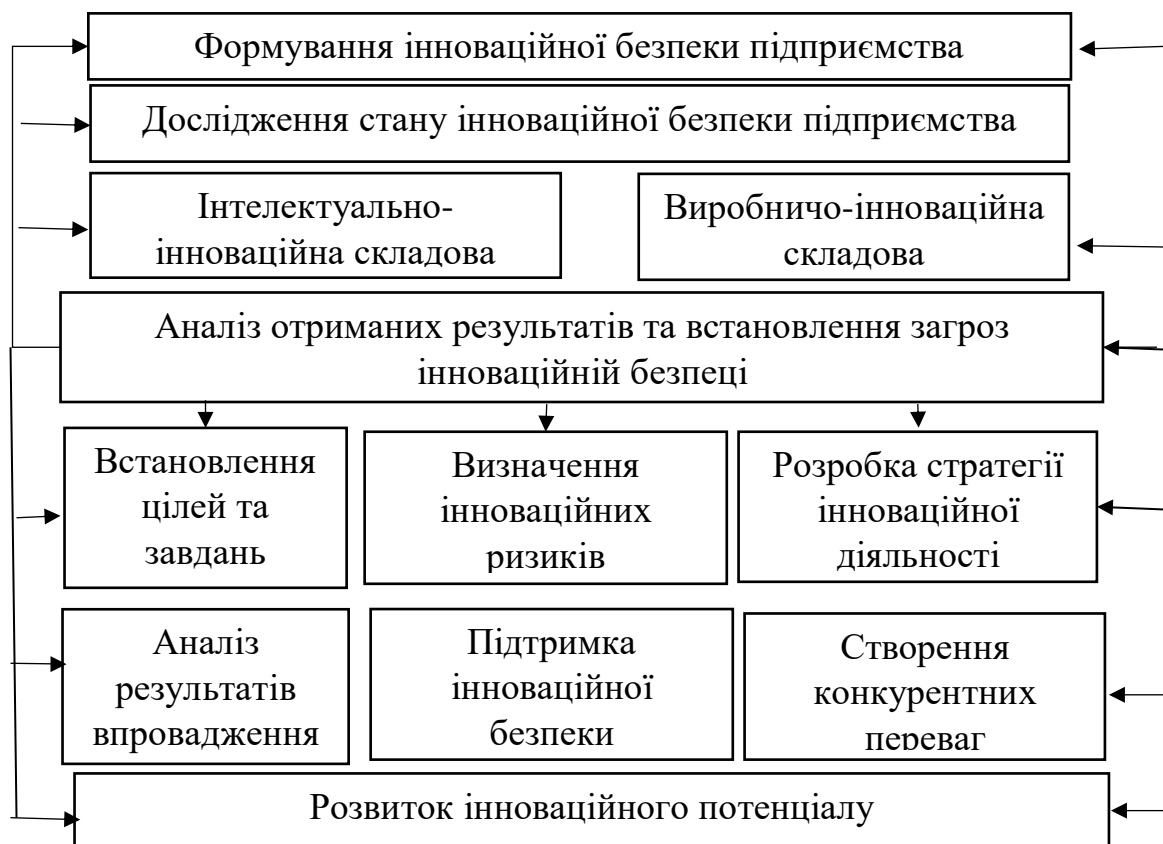 Формування інноваційної безпеки підприємства
Дослідження стану інноваційної безпеки підприємства
Інтелектуально-
інноваційна складова
Виробничо-інноваційна
складова
Аналіз отриманих результатів та встановлення загроз
інноваційній безпеці
Встановлення
цілей та
завдань
Визначення
інноваційних
ризиків
Розробка стратегії
інноваційної
діяльності
Аналіз
результатів
впровадження
Підтримка
інноваційної
безпеки
Створення
конкурентних
переваг
Розвиток інноваційного потенціалу